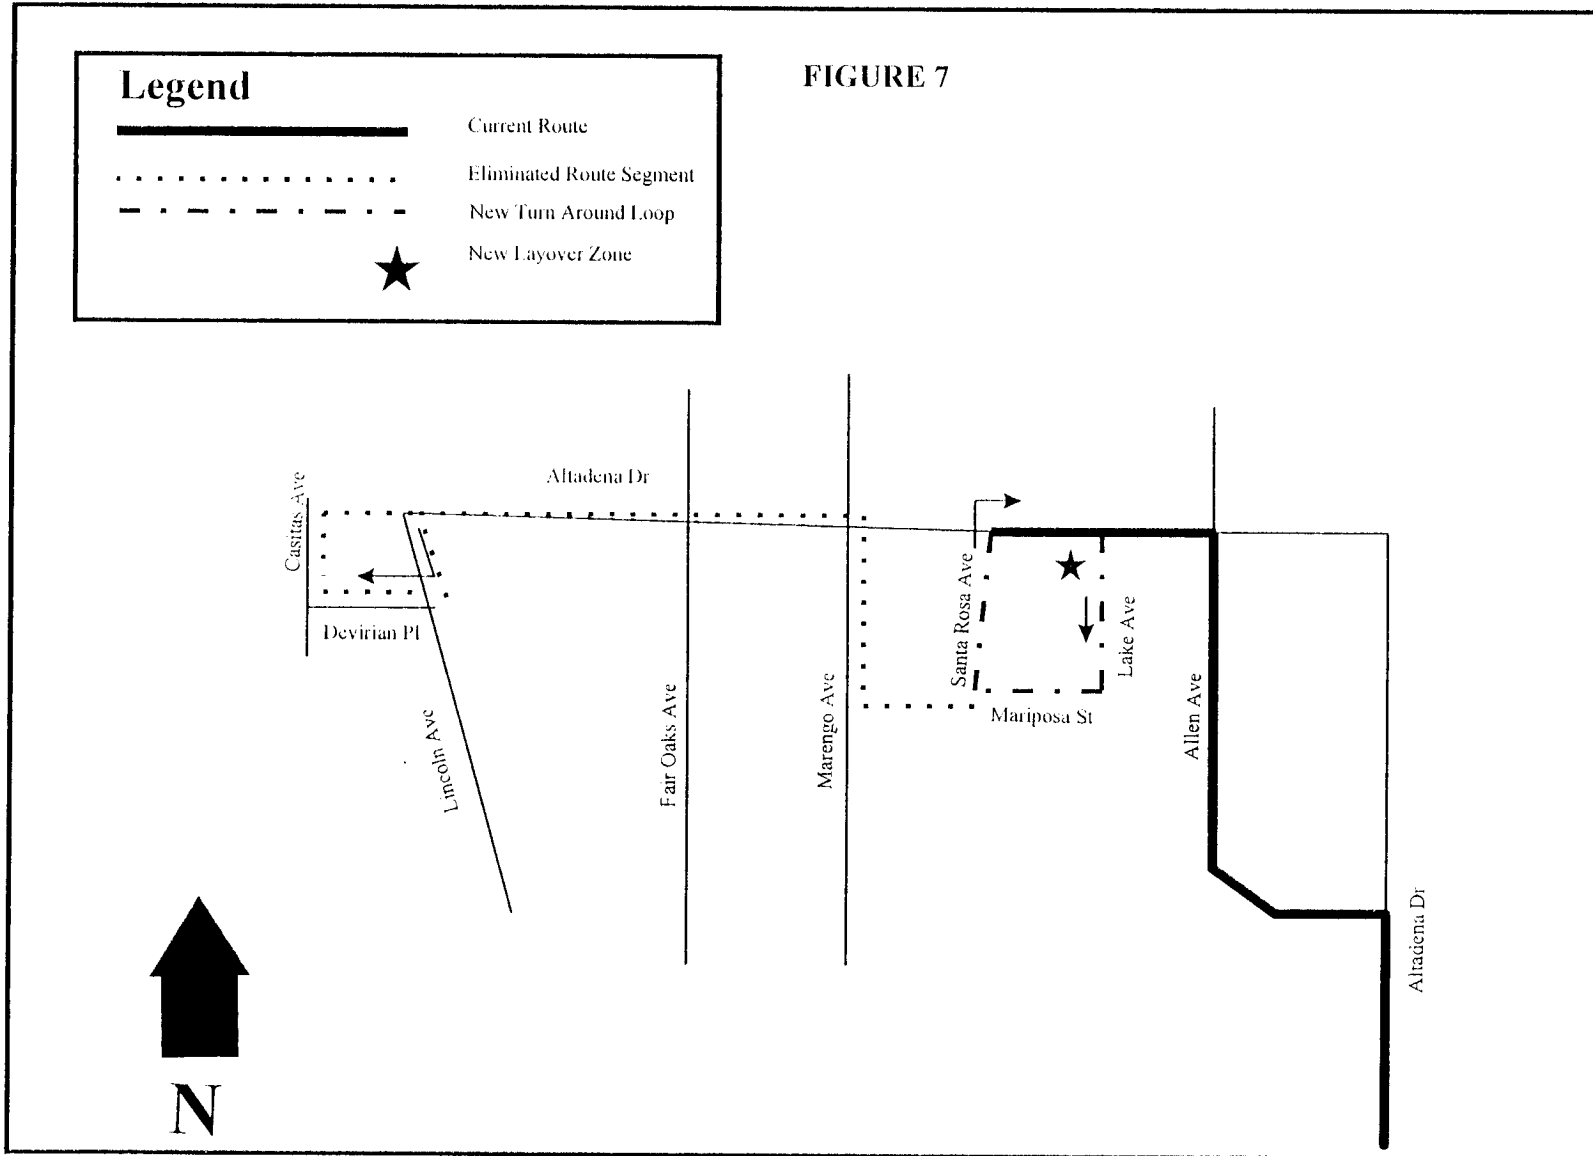 FIGURE 7
Legend
Current Route
Eliminated Route Segment
New Turn Around Loop
New Layover Zone
Altadena Dr
Casitas Ave
Devirian Pl
Lincoln Ave
Fair Oaks Ave
Marengo Ave
Santa Rosa Ave
Lake Ave
Mariposa St
Allen Ave
Altadena Dr
N